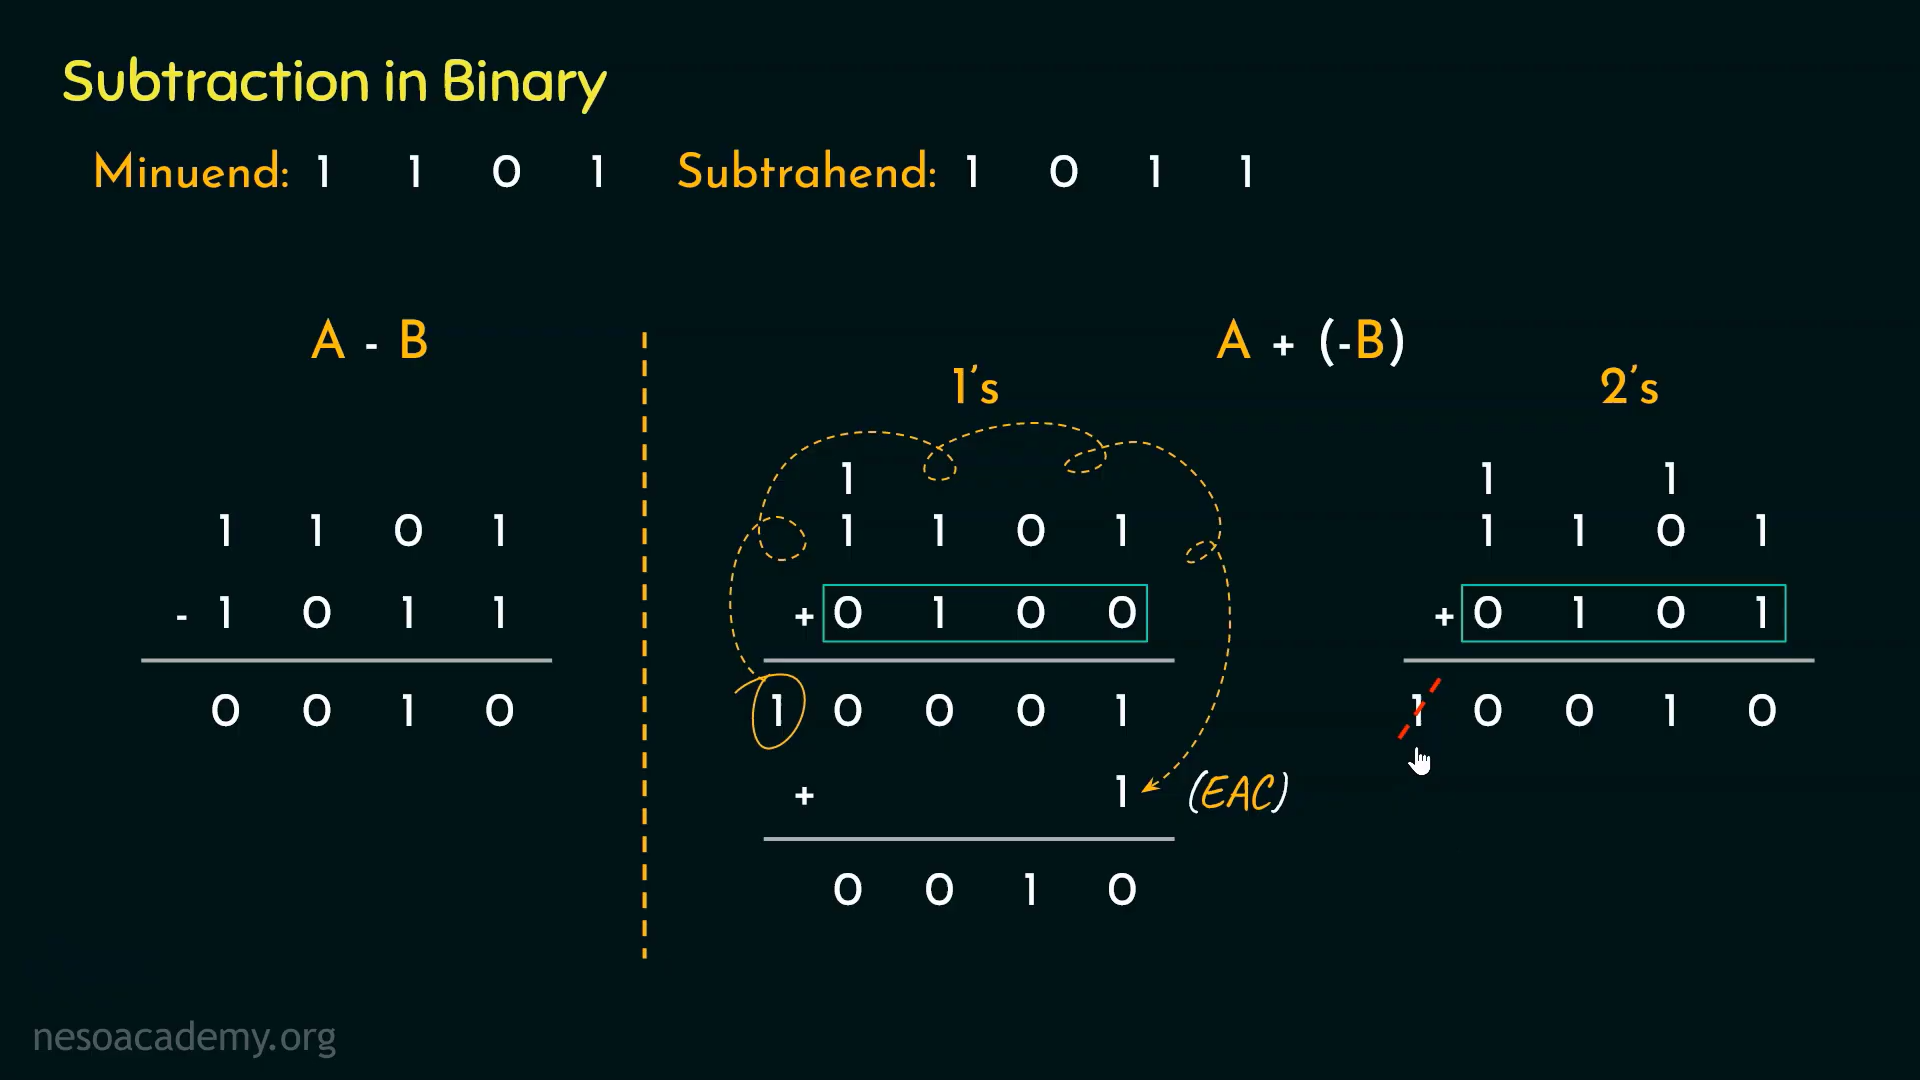 Subtraction in Binary
Minuend: 1 1 0 1 Subtrahend: 1 0 1 1
A - B
A + (-B)
1's
2's
1 1 0 1
- 1 0 1 1
0 0 1 0
1
1 1 0 1
+ 0 1 0 0
1 0 0 0 1
+ 1 (EAC)
0 0 1 0
1 1
1 1 0 1
+ 0 1 0 1
1 0 0 1 0
nesoacademy.org